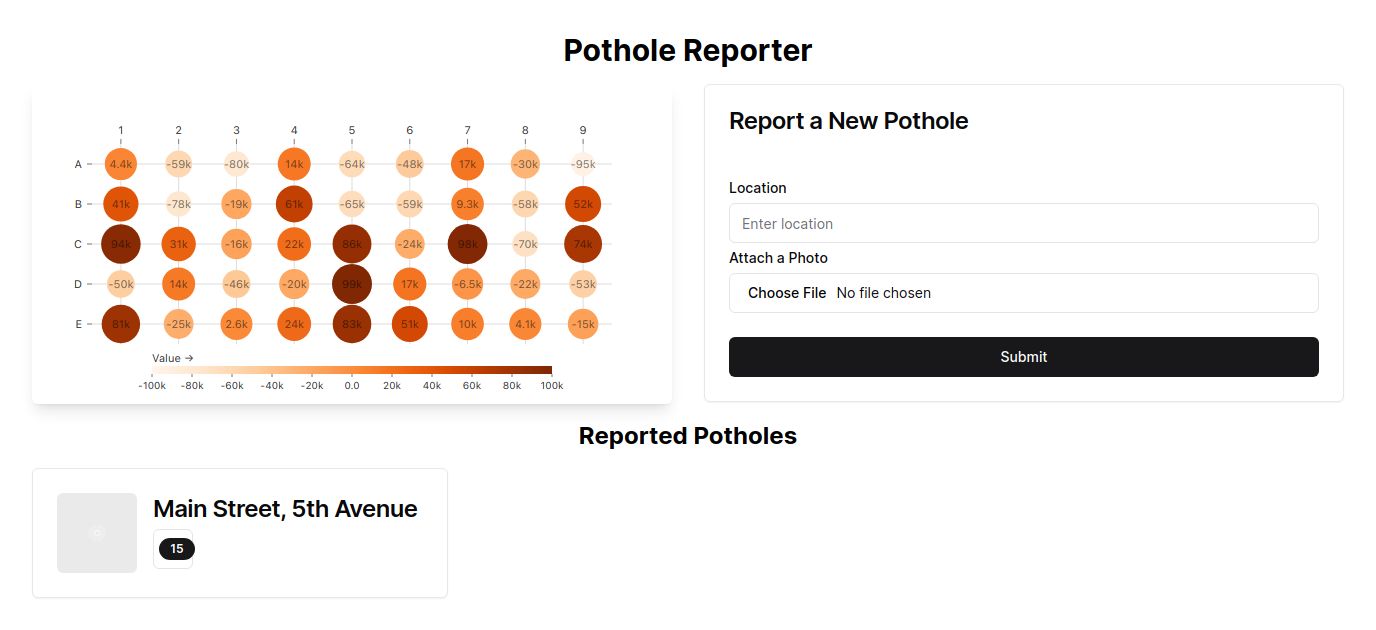 Pothole Reporter
1 2 3 4 5 6 7 8 9
A 4.4k -59k -80k 14k -64k -48k 17k -30k -95k
B 41k -78k -19k 61k -65k -59k 9.3k -58k 52k
C 94k 31k -16k 22k 86k -24k 98k -70k 74k
D -50k 14k -46k -20k 99k 17k -6.5k -22k -53k
E 81k -25k 2.6k 24k 83k 51k 10k 4.1k -15k
Value →
-100k -80k -60k -40k -20k 0.0 20k 40k 60k 80k 100k
Report a New Pothole
Location
Enter location
Attach a Photo
Choose File No file chosen
Submit
Reported Potholes
Main Street, 5th Avenue
15